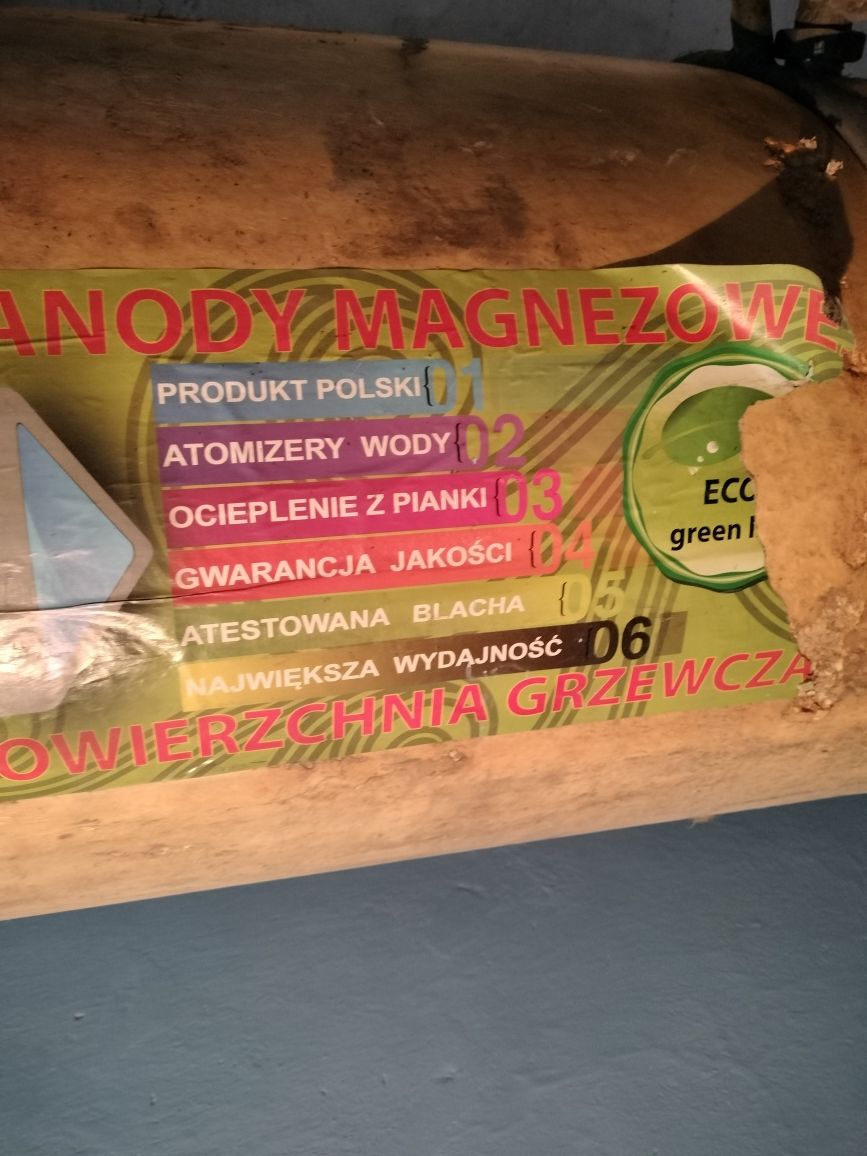 ANODY MAGNEZOWE
PRODUKT POLSKI{01
ATOMIZERY WODY{02
OCIEPLENIE Z PIANKI{03
GWARANCJA JAKOŚCI {04
ATESTOWANA BLACHA {05
NAJWIĘKSZA WYDAJNOŚĆ {06
ECO
green
OWIERZCHNIA GRZEWCZA